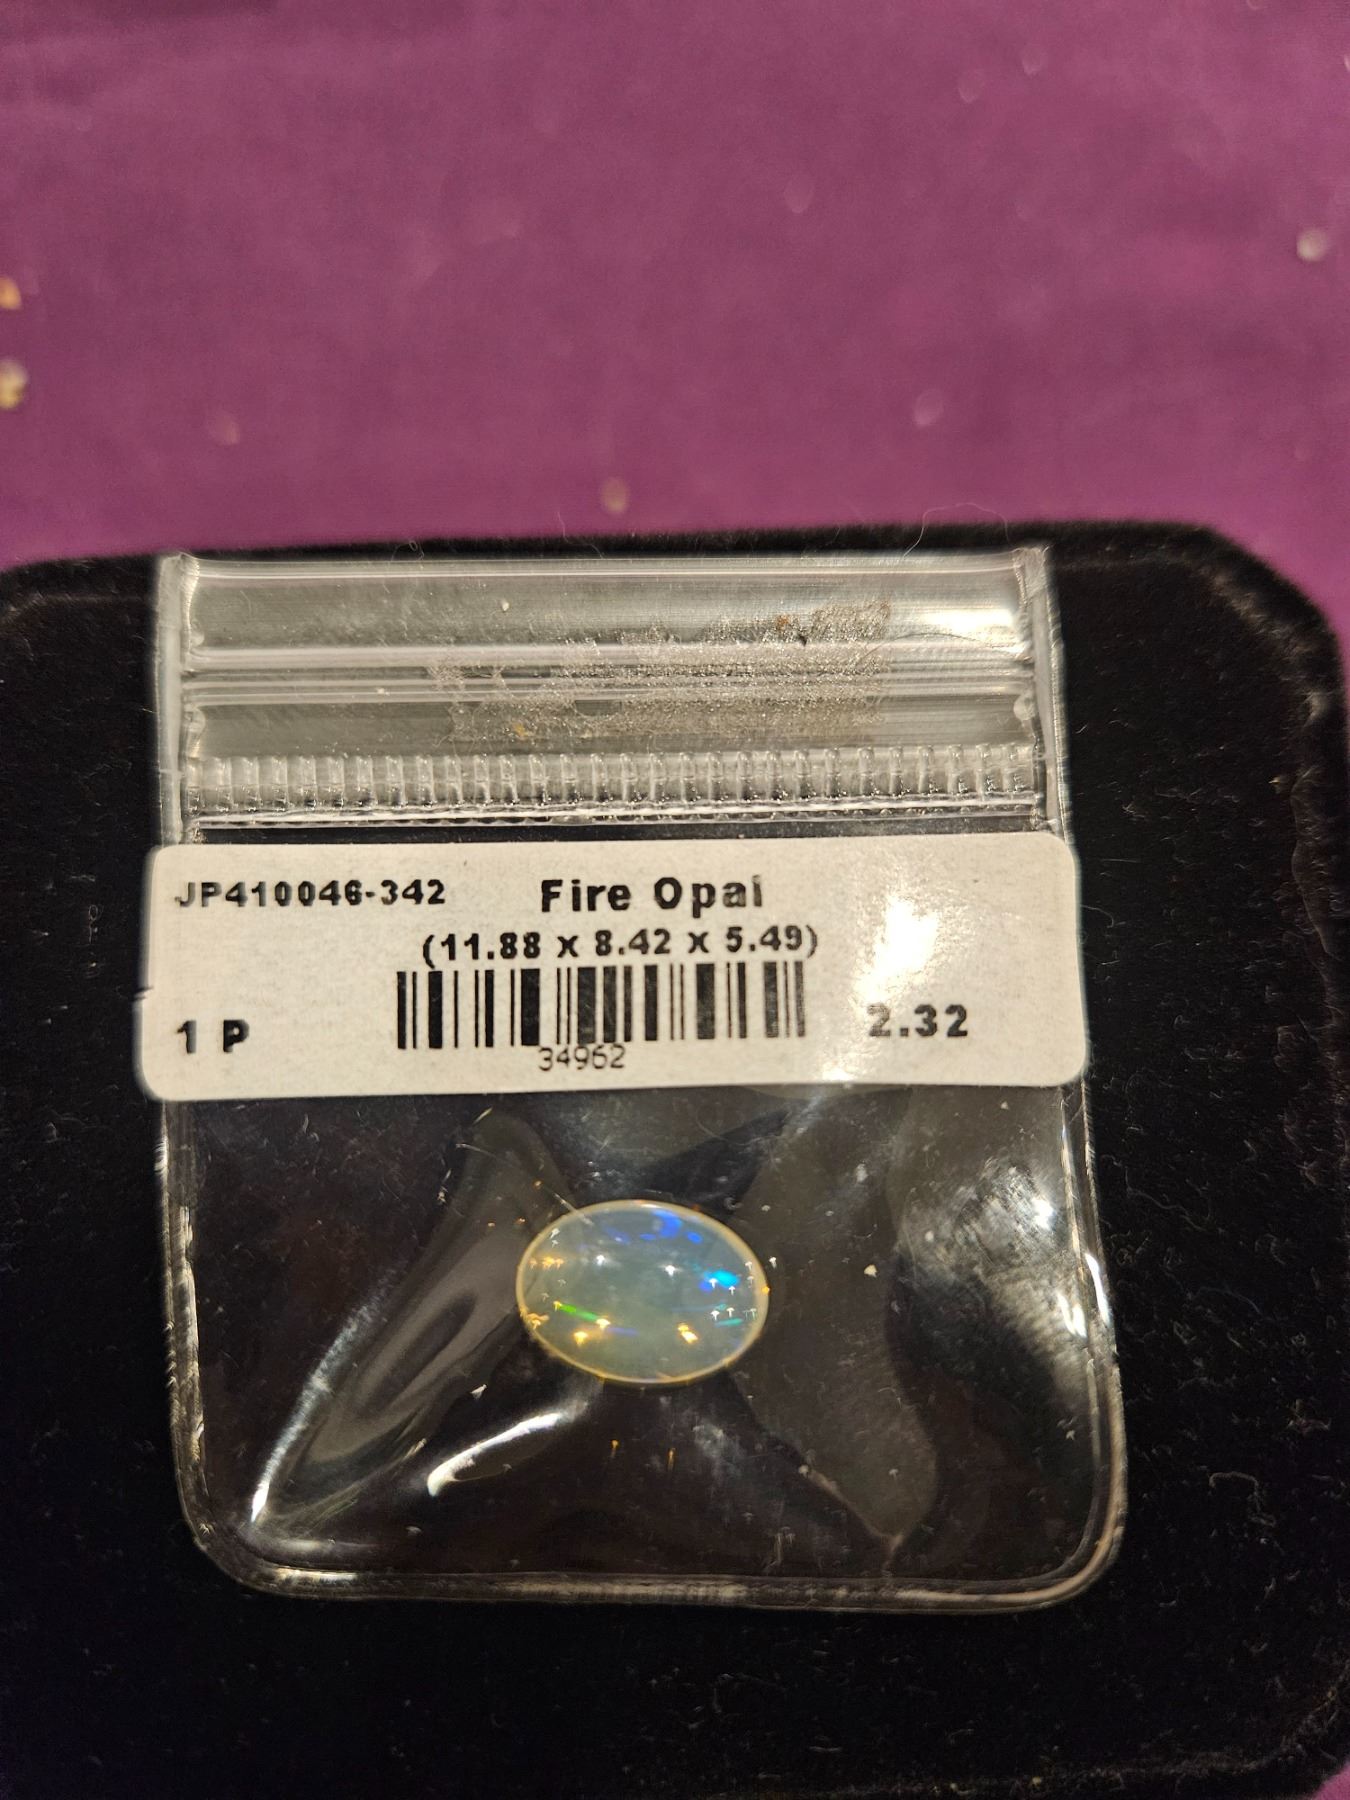 JP410046-342 Fire Opal
(11.88 x 8.42 x 5.49)
1 P 2.32
34962